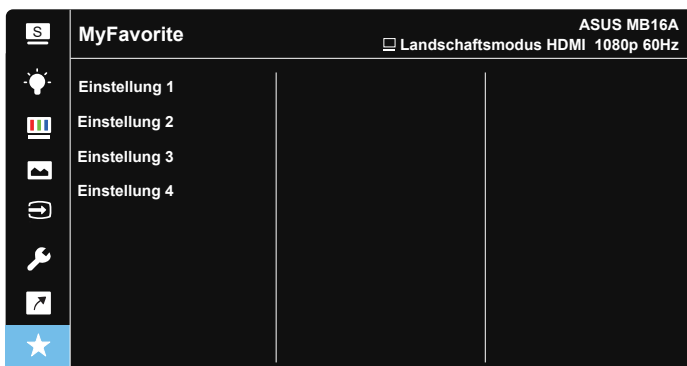 S
MyFavorite
ASUS MB16A
Landschaftsmodus HDMI 1080p 60Hz
Einstellung 1
Einstellung 2
Einstellung 3
Einstellung 4